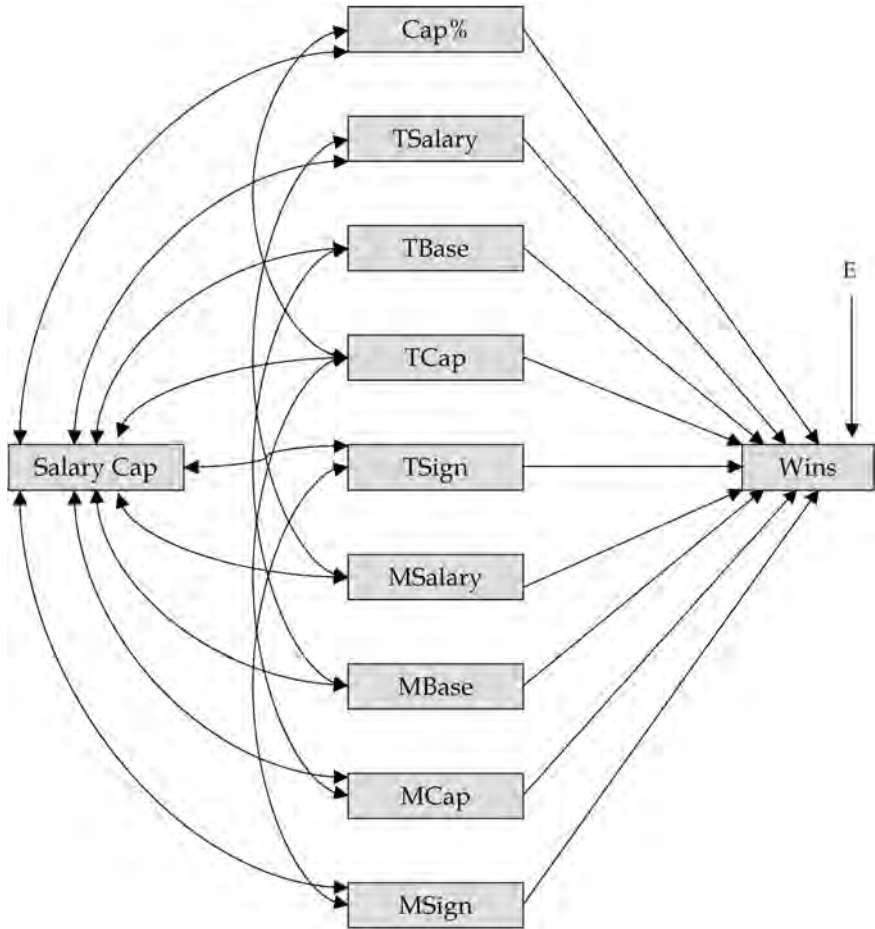 Cap%
TSalary
TBase
E
TCap
Salary Cap
TSign
Wins
MSalary
MBase
MCap
MSign